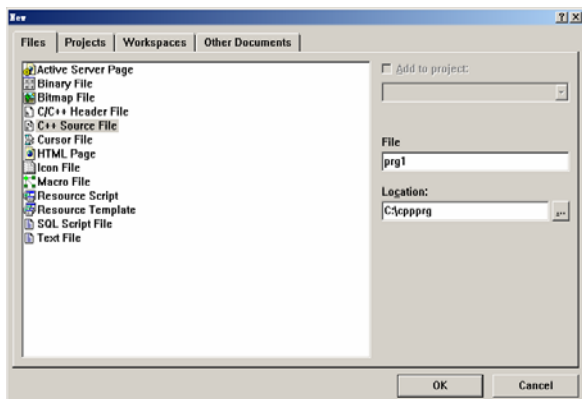 New
Files Projects Workspaces Other Documents
Active Server Page
Binary File
Bitmap File
C/C++ Header File
C++ Source File
Cursor File
HTML Page
Icon File
Macro File
Resource Script
Resource Template
SQL Script File
Text File
Add to project:
File
prg1
Location:
C:\cppprg
...
OK Cancel